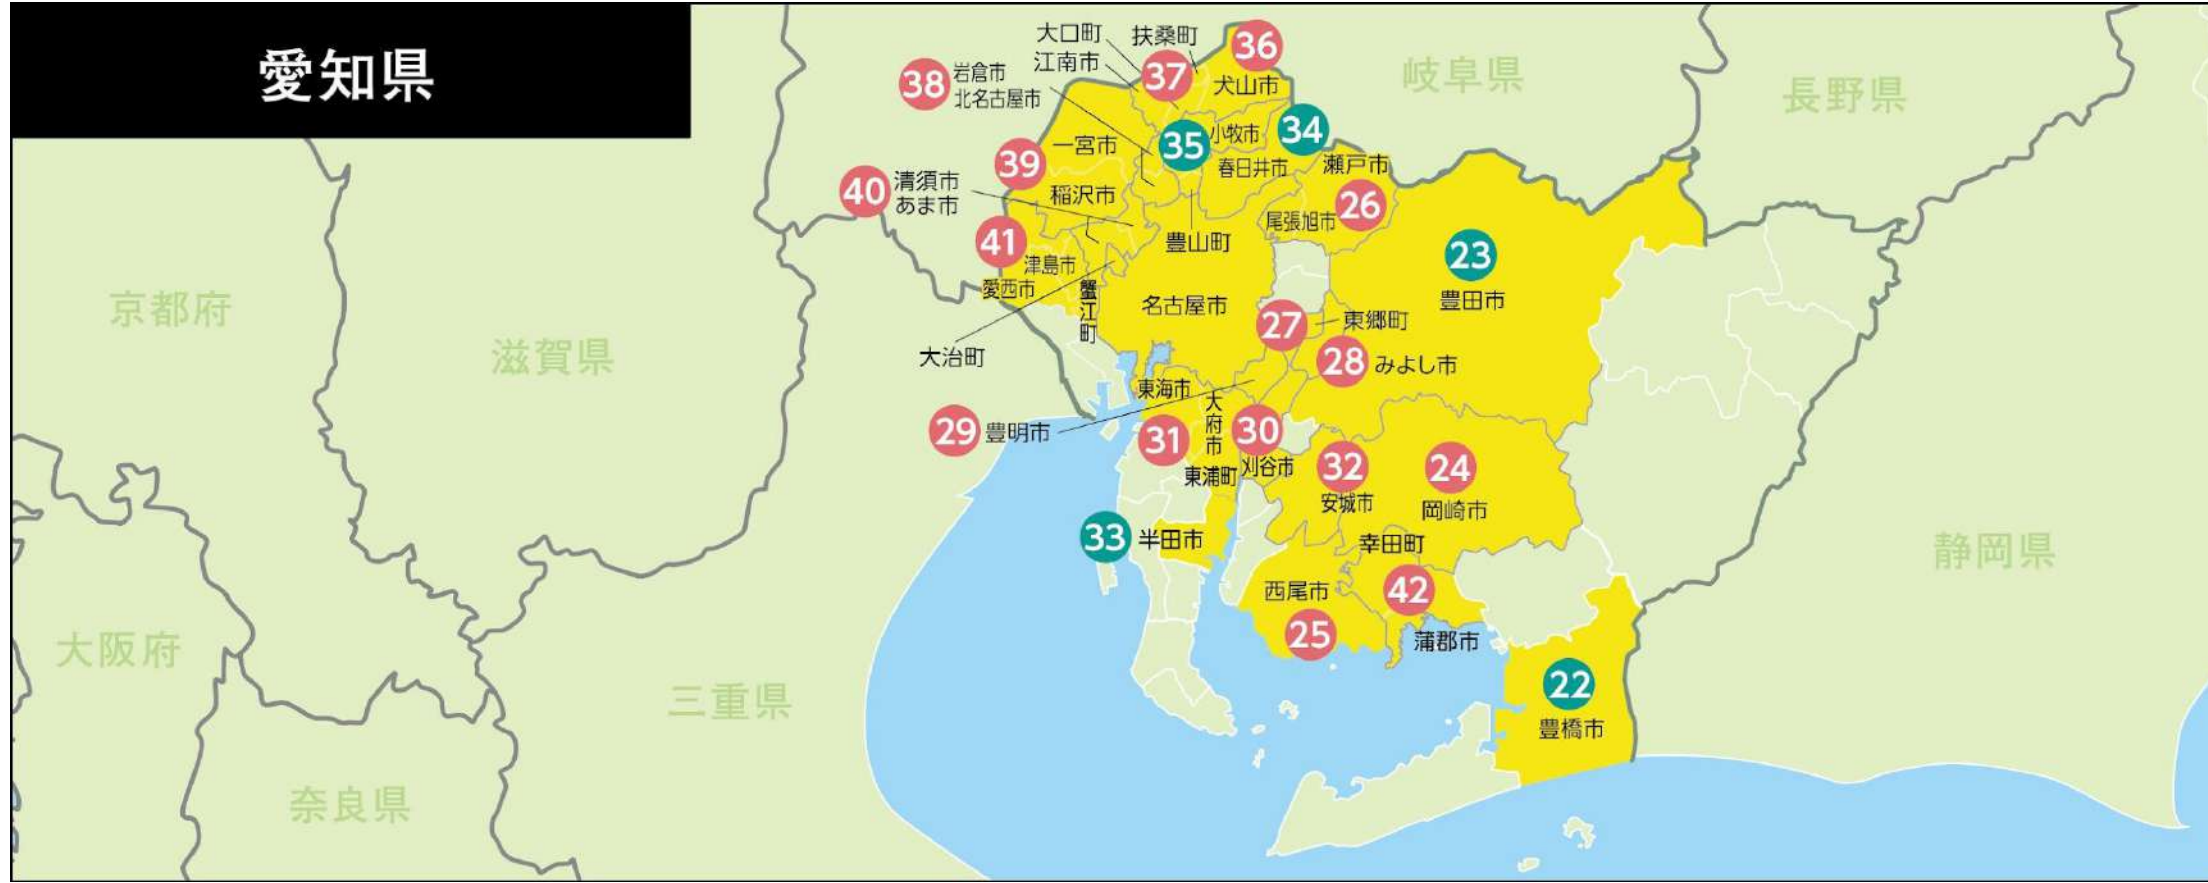 愛知県
大口町
扶桑町
36
江南市
37
犬山市
38
岩倉市
北名古屋市
岐阜県
長野県
39
一宮市
35
小牧市
34
春日井市
瀬戸市
40
清須市
あま市
稲沢市
尾張旭市
26
41
津島市
愛西市
蟹江町
豊山町
名古屋市
23
豊田市
27
東郷町
大治町
28
みよし市
京都府
滋賀県
東海市
大府市
29
豊明市
31
30
刈谷市
東浦町
32
安城市
24
岡崎市
33
半田市
幸田町
西尾市
42
25
蒲郡市
静岡県
22
豊橋市
大阪府
三重県
奈良県